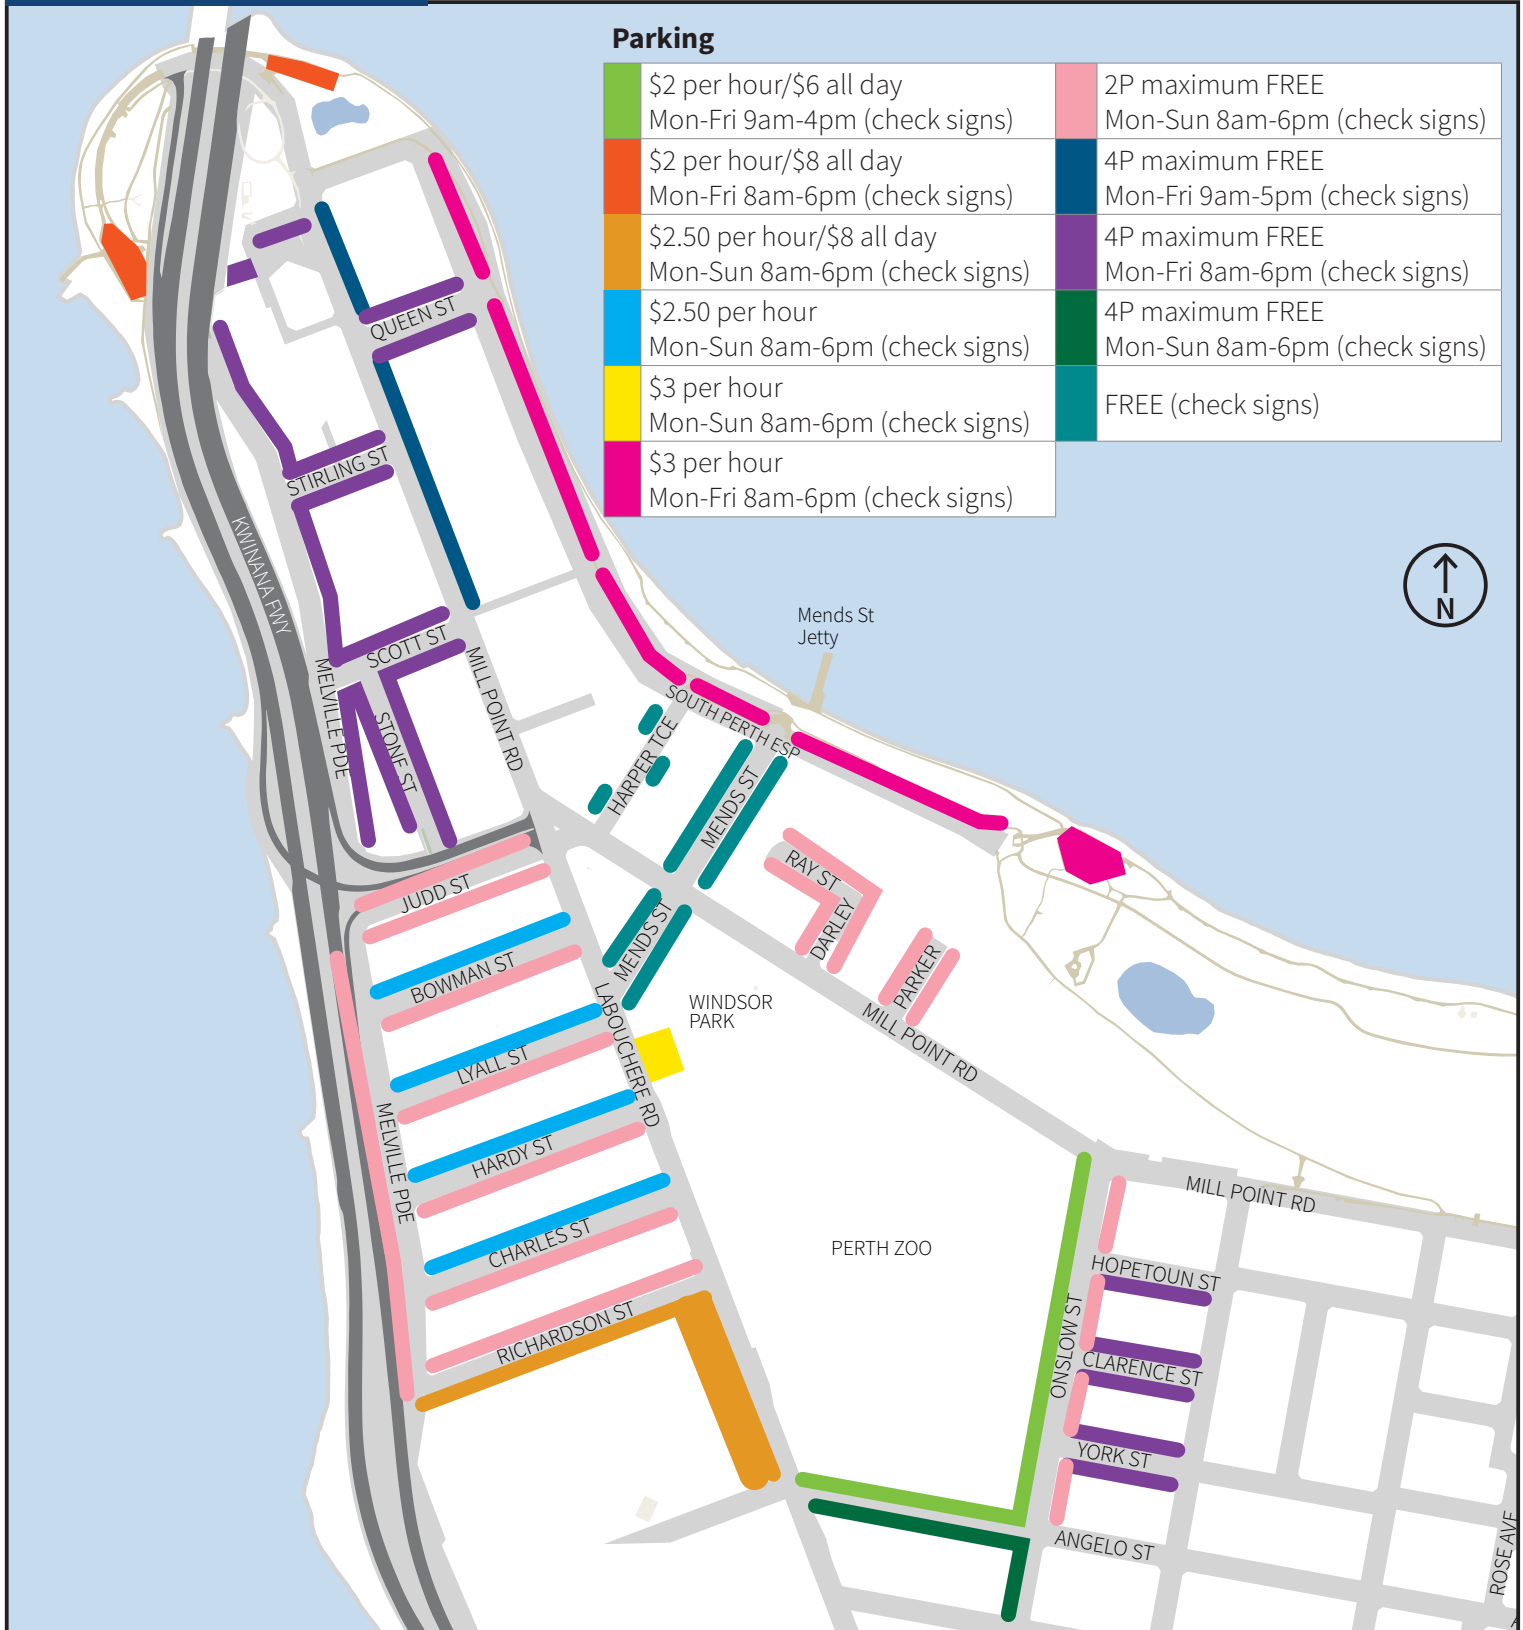 Parking
$2 per hour/$6 all day
Mon-Fri 9am-4pm (check signs)
$2 per hour/$8 all day
Mon-Fri 8am-6pm (check signs)
$2.50 per hour/$8 all day
Mon-Sun 8am-6pm (check signs)
$2.50 per hour
Mon-Sun 8am-6pm (check signs)
$3 per hour
Mon-Sun 8am-6pm (check signs)
$3 per hour
Mon-Fri 8am-6pm (check signs)
2P maximum FREE
Mon-Sun 8am-6pm (check signs)
4P maximum FREE
Mon-Fri 9am-5pm (check signs)
4P maximum FREE
Mon-Fri 8am-6pm (check signs)
4P maximum FREE
Mon-Sun 8am-6pm (check signs)
FREE (check signs)
N
QUEEN ST
STIRLING ST
KWINANA FWY
SCOTT ST
MELVILLE PDE
STONE ST
MILL POINT RD
Mends St
Jetty
SOUTH PERTH ESP
HARPER TCE
MENDS ST
RAY ST
DARLEY
PARKER
JUDD ST
MENDS ST
BOWMAN ST
WINDSOR
PARK
LABOUCHERE RD
MILL POINT RD
LYALL ST
MELVILLE PDE
HARDY ST
CHARLES ST
PERTH ZOO
RICHARDSON ST
MILL POINT RD
HOPETOUN ST
ONSLOW ST
CLARENCE ST
YORK ST
ANGELO ST
ROSE AVE